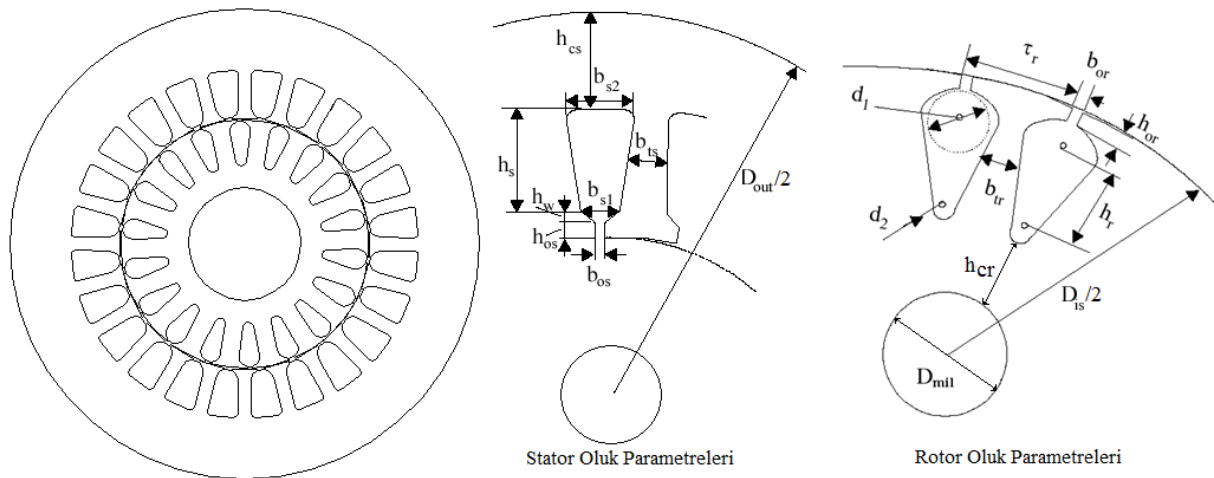 h_cs
b_s2
b_ts
h_s
h_w
b_s1
h_os
b_os
D_out/2
Stator Oluk Parametreleri
τ_r
b_or
d_1
h_or
b_tr
d_2
h_r
h_cr
D_is/2
D_mil
Rotor Oluk Parametreleri